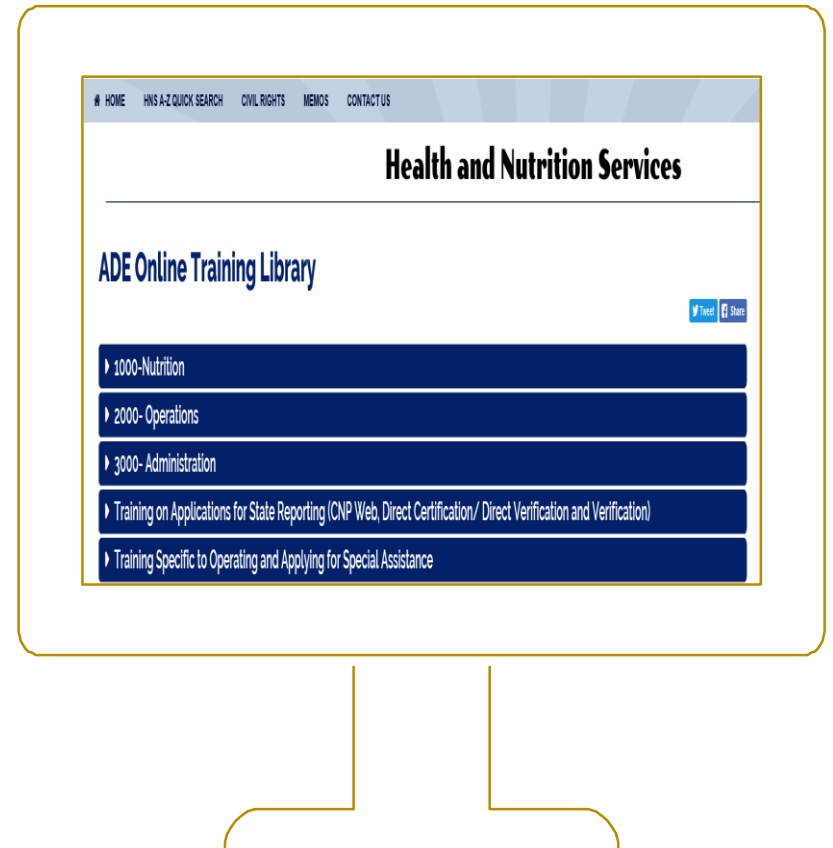 HOME HNS A-Z QUICK SEARCH CIVIL RIGHTS MEMOS CONTACT US
Health and Nutrition Services
ADE Online Training Library
Tweet Share
1000-Nutrition
2000- Operations
3000- Administration
Training on Applications for State Reporting (CNP Web, Direct Certification/ Direct Verification and Verification)
Training Specific to Operating and Applying for Special Assistance